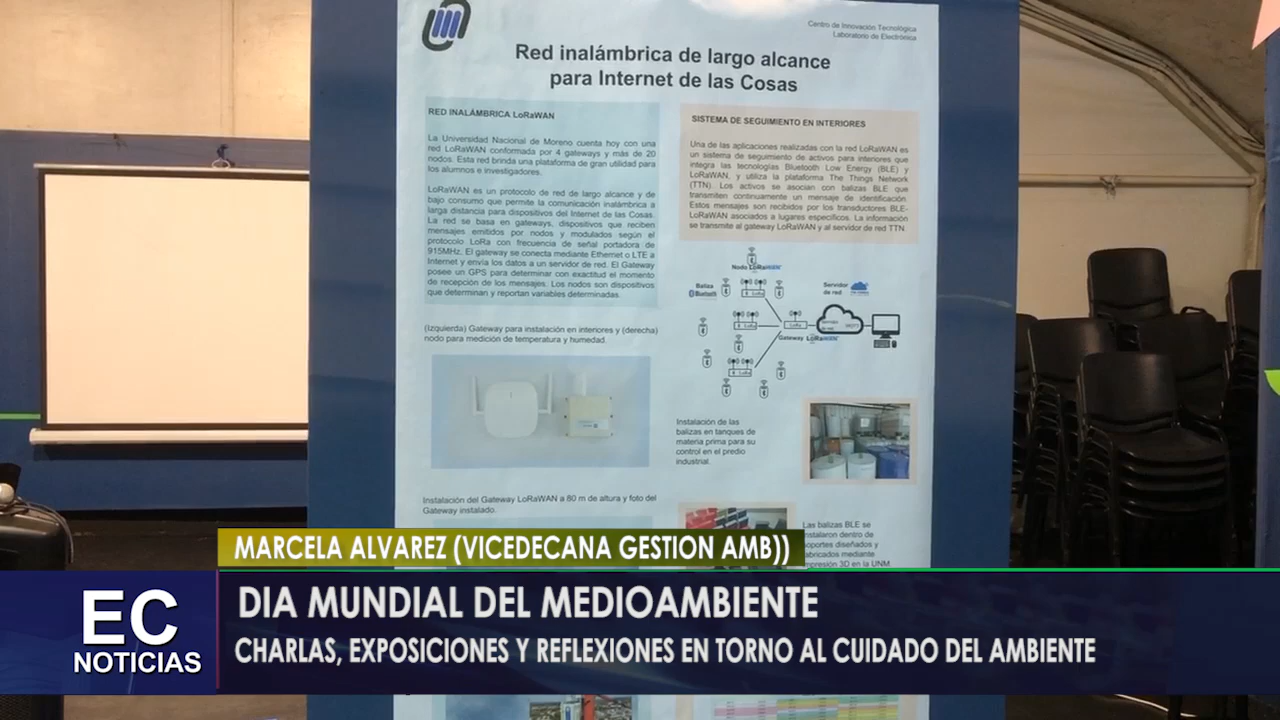 Centro de Innovación Tecnológica
Laboratorio de Electrónica
Red inalámbrica de largo alcance
para Internet de las Cosas
RED INALÁMBRICA LoRaWAN
La Universidad Nacional de Moreno cuenta hoy con una
red LoRaWAN conformada por 4 gateways y más de 20
nodos. Esta red brinda una plataforma de gran utilidad para
los alumnos e investigadores.
LoRaWAN es un protocolo de red de largo alcance y de
bajo consumo que permite la comunicación inalámbrica a
larga distancia para dispositivos del Internet de las Cosas.
La red se basa en gateways, dispositivos que reciben
mensajes emitidos por nodos y modulados según el
protocolo LoRa con frecuencia de señal portadora de
915MHz. El gateway se conecta mediante Ethernet o LTE a
Internet y envía los datos a un servidor de red. El Gateway
posee un GPS para determinar con exactitud el momento
de recepción de los mensajes. Los nodos son dispositivos
que determinan y reportan variables determinadas.
(Izquierda) Gateway para instalación en interiores y (derecha)
nodo para medición de temperatura y humedad.
Instalación del Gateway LoRaWAN a 80 m de altura y foto del
Gateway instalado.
SISTEMA DE SEGUIMIENTO EN INTERIORES
Una de las aplicaciones realizadas con la red LoRaWAN es
un sistema de seguimiento de activos para interiores que
integra las tecnologías Bluetooth Low Energy (BLE) y
LoRaWAN, y utiliza la plataforma The Things Network
(TTN). Los activos se asocian con balizas BLE que
transmiten continuamente un mensaje de identificación.
Estos mensajes son recibidos por los transductores BLE-
LoRaWAN asociados a lugares específicos. La información
se transmite al gateway LoRaWAN y al servidor de red TTN.
Nodo LoRaWAN
Baliza
Bluetooth
Servidor
de red
LoRa
Gateway LoRaWAN
Instalación de las
balizas en tanques de
materia prima para su
control en el predio
industrial.
Las balizas BLE se
instalaron dentro de
soportes diseñados y
fabricados mediante
impresión 3D en la UNM
MARCELA ALVAREZ (VICEDECANA GESTION AMB))
EC
NOTICIAS
DIA MUNDIAL DEL MEDIOAMBIENTE
CHARLAS, EXPOSICIONES Y REFLEXIONES EN TORNO AL CUIDADO DEL AMBIENTE